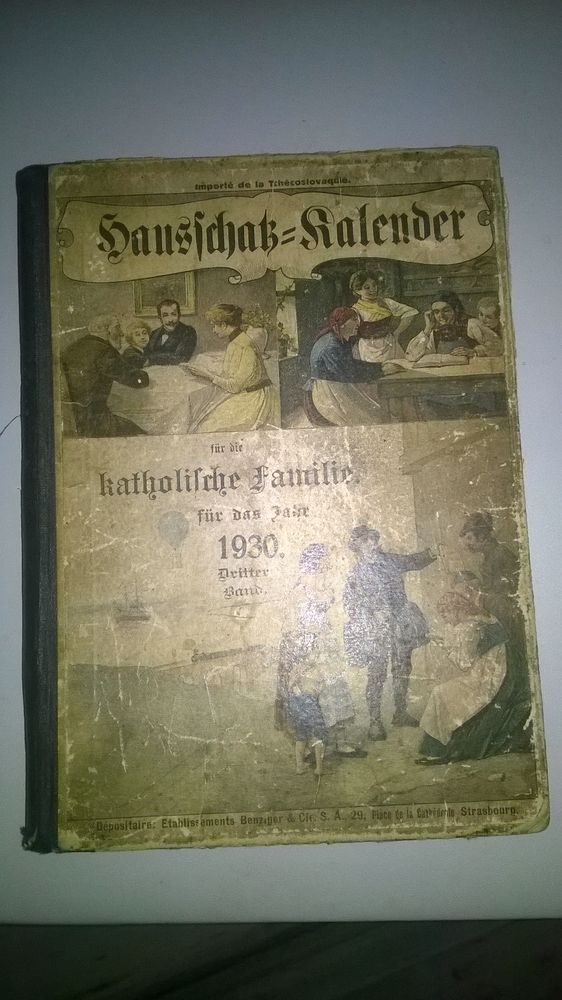 Importé de la Tchécoslovaquie.
Hausschatz=Kalender
für die
katholische Familie.
für das Jahr
1930.
Dritter
Band.
Dépositaire: Etablissements Benziger & Cie. S. A., 29, Place de la Cathédrale Strasbourg.